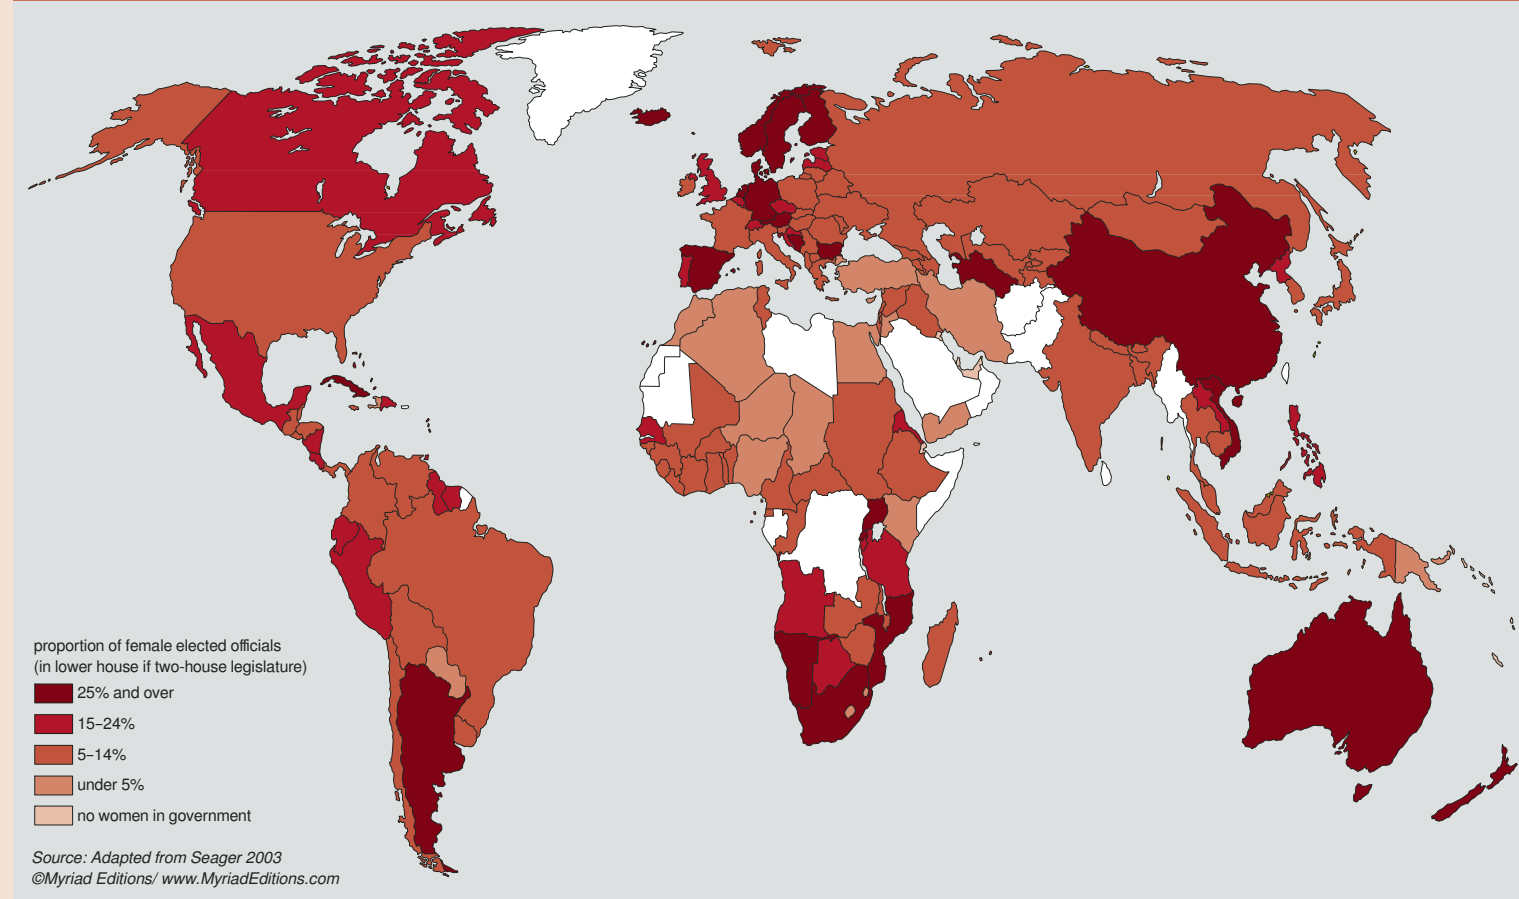 proportion of female elected officials
(in lower house if two-house legislature)
25% and over
15–24%
5–14%
under 5%
no women in government
Source: Adapted from Seager 2003
©Myriad Editions/ www.MyriadEditions.com